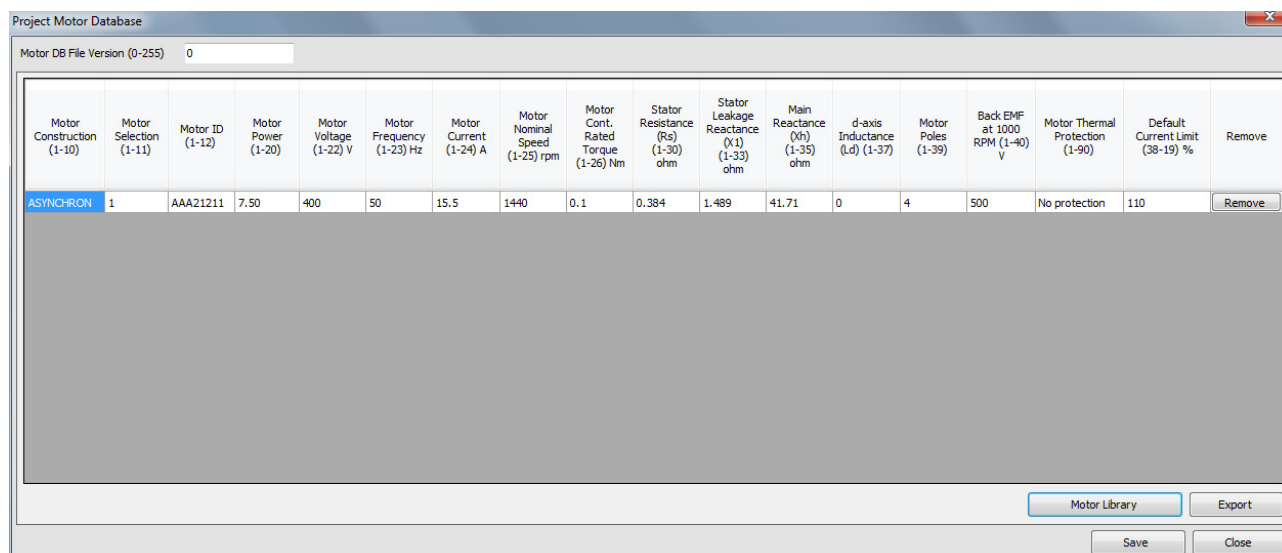 Project Motor Database
Motor DB File Version (0-255) 0
Motor Construction (1-10) Motor Selection (1-11) Motor ID (1-12) Motor Power (1-20) Motor Voltage (1-22) V Motor Frequency (1-23) Hz Motor Current (1-24) A Motor Nominal Speed (1-25) rpm Motor Cont. Rated Torque (1-26) Nm Stator Resistance (Rs) (1-30) ohm Stator Leakage Reactance (X1) (1-33) ohm Main Reactance (Xh) (1-35) ohm d-axis Inductance (Ld) (1-37) Motor Poles (1-39) Back EMF at 1000 RPM (1-40) V Motor Thermal Protection (1-90) Default Current Limit (38-19) % Remove
ASYNCHRON 1 AAA21211 7.50 400 50 15.5 1440 0.1 0.384 1.489 41.71 0 4 500 No protection 110 Remove
Motor Library Export
Save Close